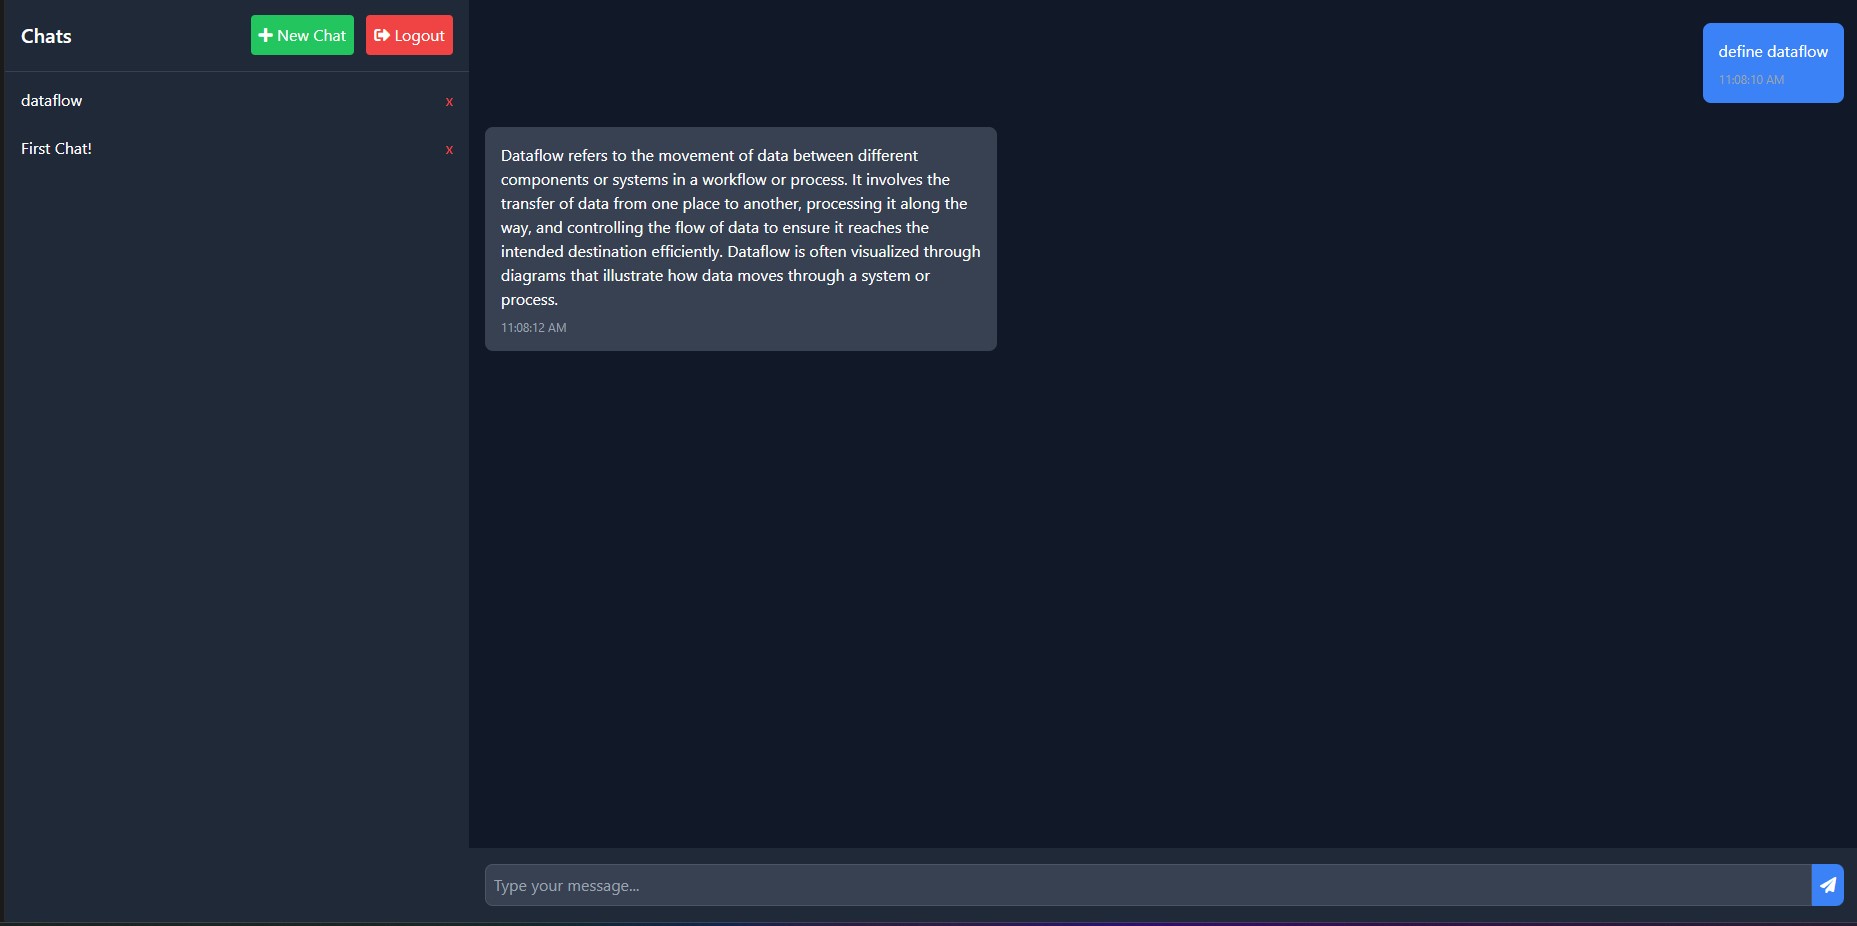 Chats
New Chat
Logout
dataflow
x
First Chat!
x
define dataflow
11:08:10 AM
Dataflow refers to the movement of data between different
components or systems in a workflow or process. It involves the
transfer of data from one place to another, processing it along the
way, and controlling the flow of data to ensure it reaches the
intended destination efficiently. Dataflow is often visualized through
diagrams that illustrate how data moves through a system or
process.
11:08:12 AM
Type your message...